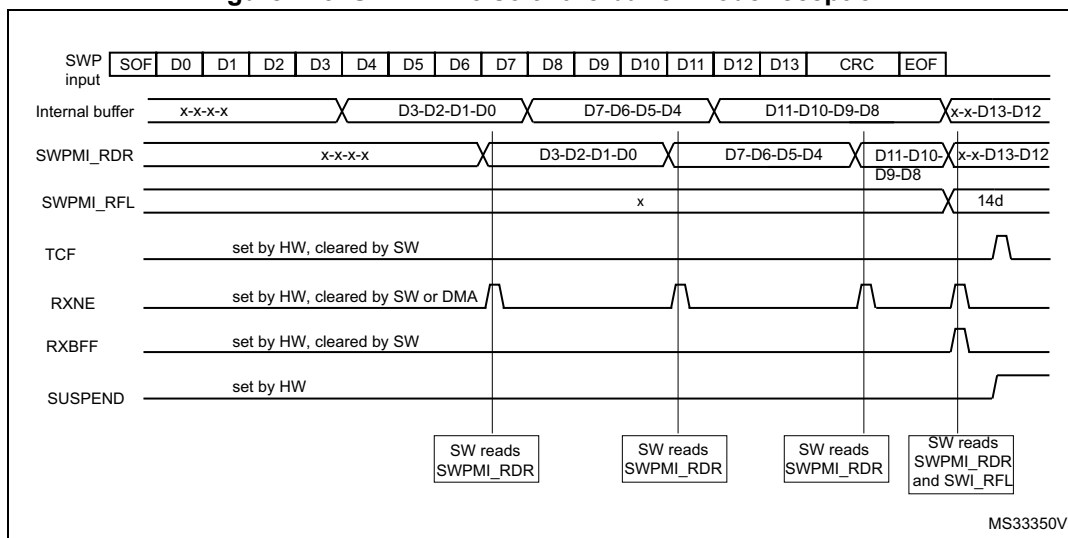 SWP input SOF D0 D1 D2 D3 D4 D5 D6 D7 D8 D9 D10 D11 D12 D13 CRC EOF
Internal buffer x-x-x-x D3-D2-D1-D0 D7-D6-D5-D4 D11-D10-D9-D8 x-x-D13-D12
SWPMI_RDR x-x-x-x D3-D2-D1-D0 D7-D6-D5-D4 D11-D10-D9-D8 x-x-D13-D12
SWPMI_RFL x 14d
TCF set by HW, cleared by SW
RXNE set by HW, cleared by SW or DMA
RXBFF set by HW, cleared by SW
SUSPEND set by HW
SW reads
SWPMI_RDR
SW reads
SWPMI_RDR
SW reads
SWPMI_RDR
SW reads
SWPMI_RDR
and SWI_RFL
MS33350V